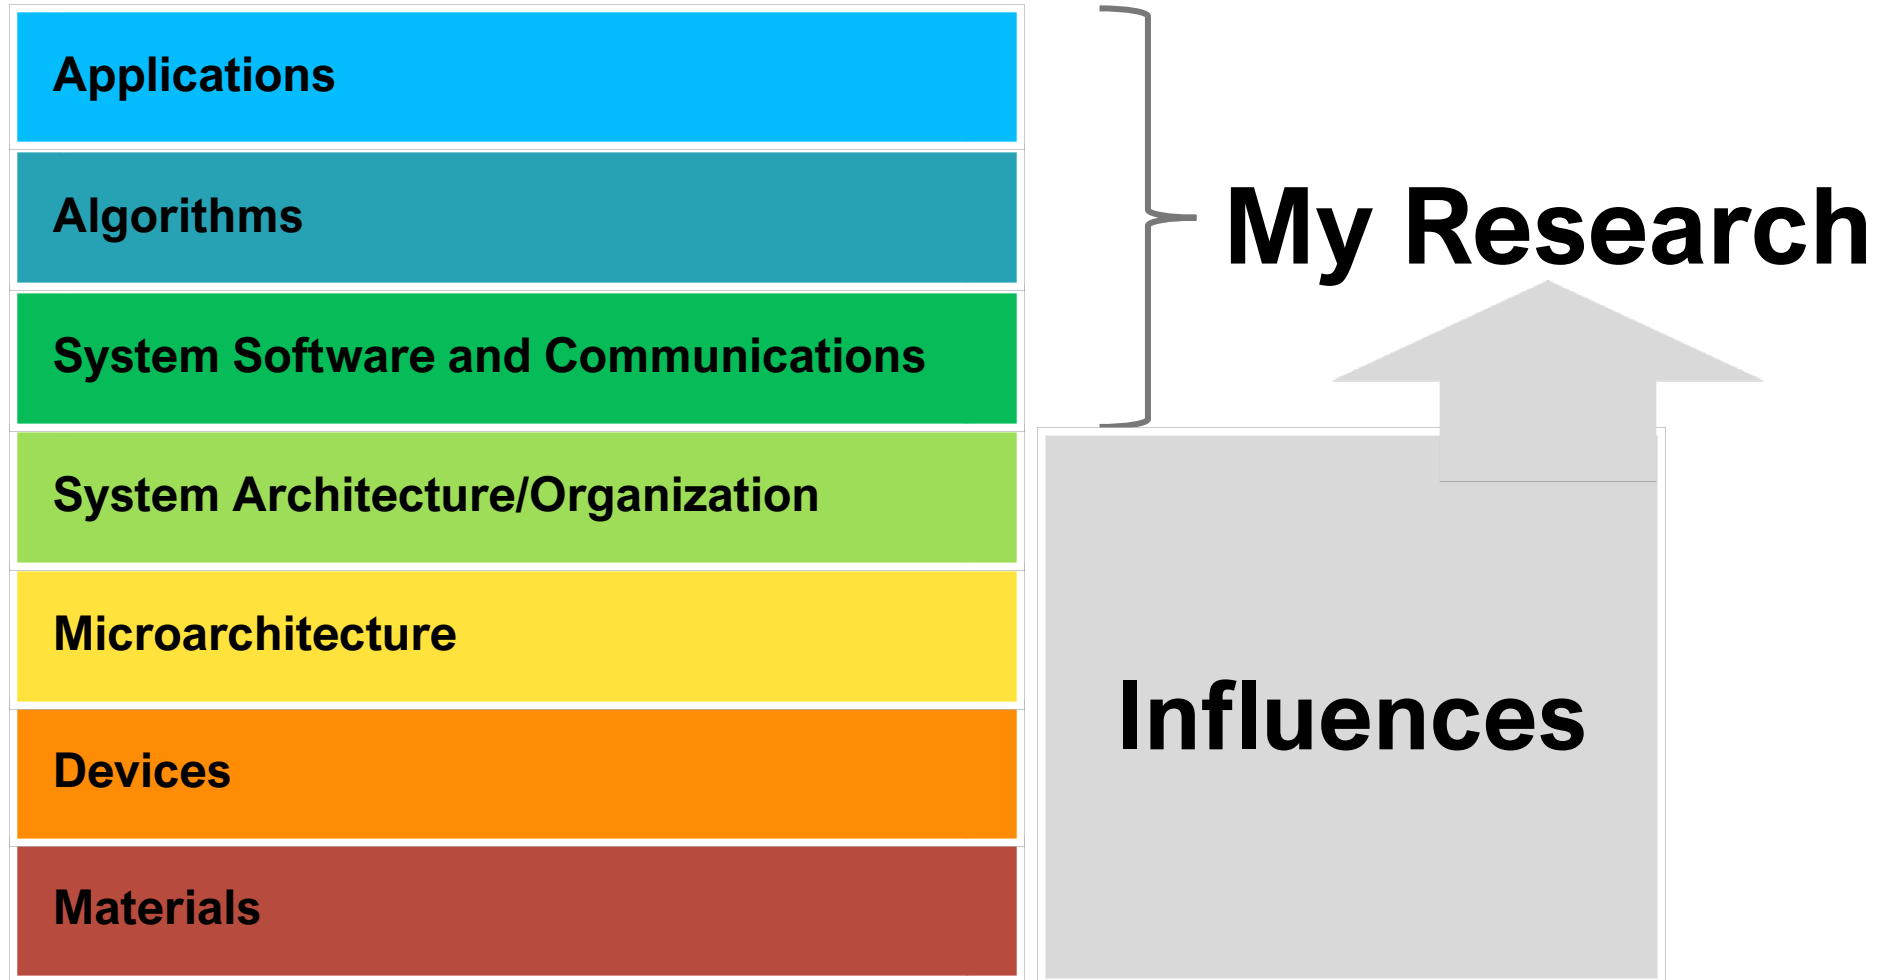 Applications
Algorithms
System Software and Communications
System Architecture/Organization
Microarchitecture
Devices
Materials
My Research
Influences